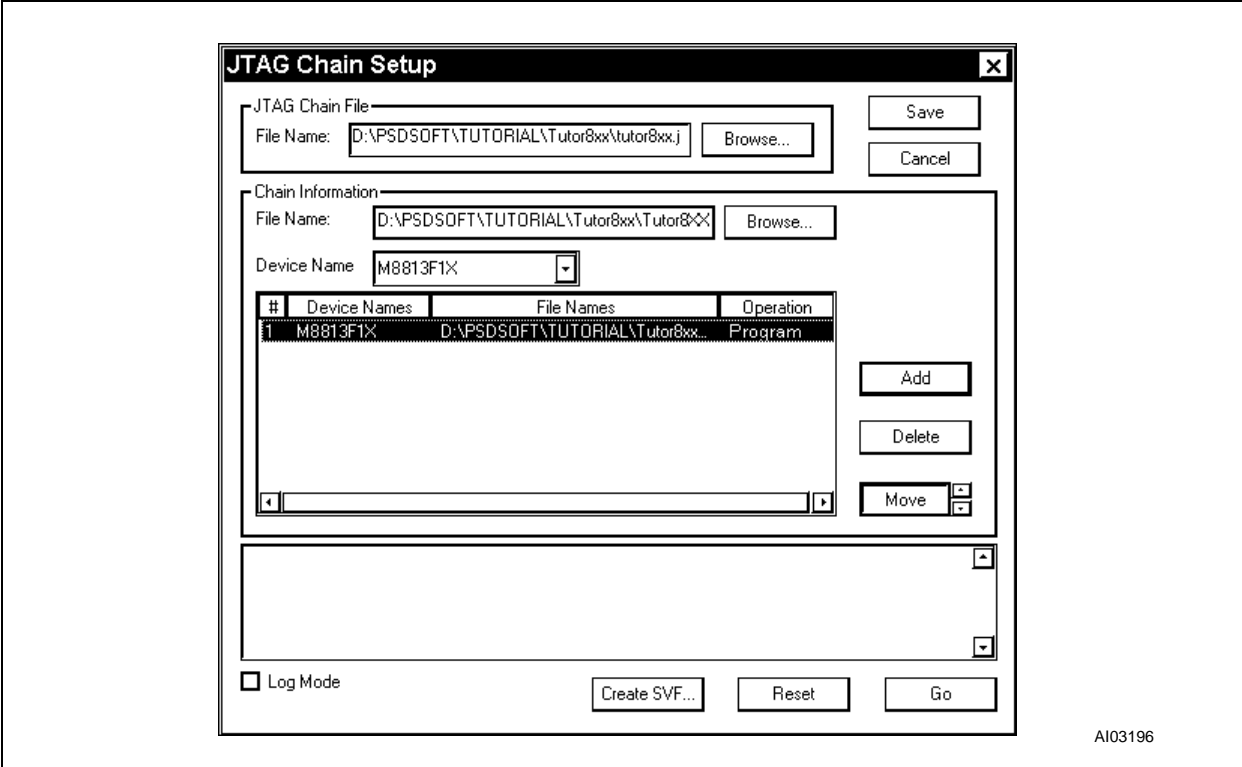 JTAG Chain Setup
JTAG Chain File
File Name: D:\PSDSOFT\TUTORIAL\Tutor8xx\tutor8xx.j Browse...
Save
Cancel
Chain Information
File Name: D:\PSDSOFT\TUTORIAL\Tutor8xx\Tutor8XX Browse...
Device Name M8813F1X
# Device Names File Names Operation
1 M8813F1X D:\PSDSOFT\TUTORIAL\Tutor8xx... Program
Add
Delete
Move
Log Mode
Create SVF... Reset Go
AI03196